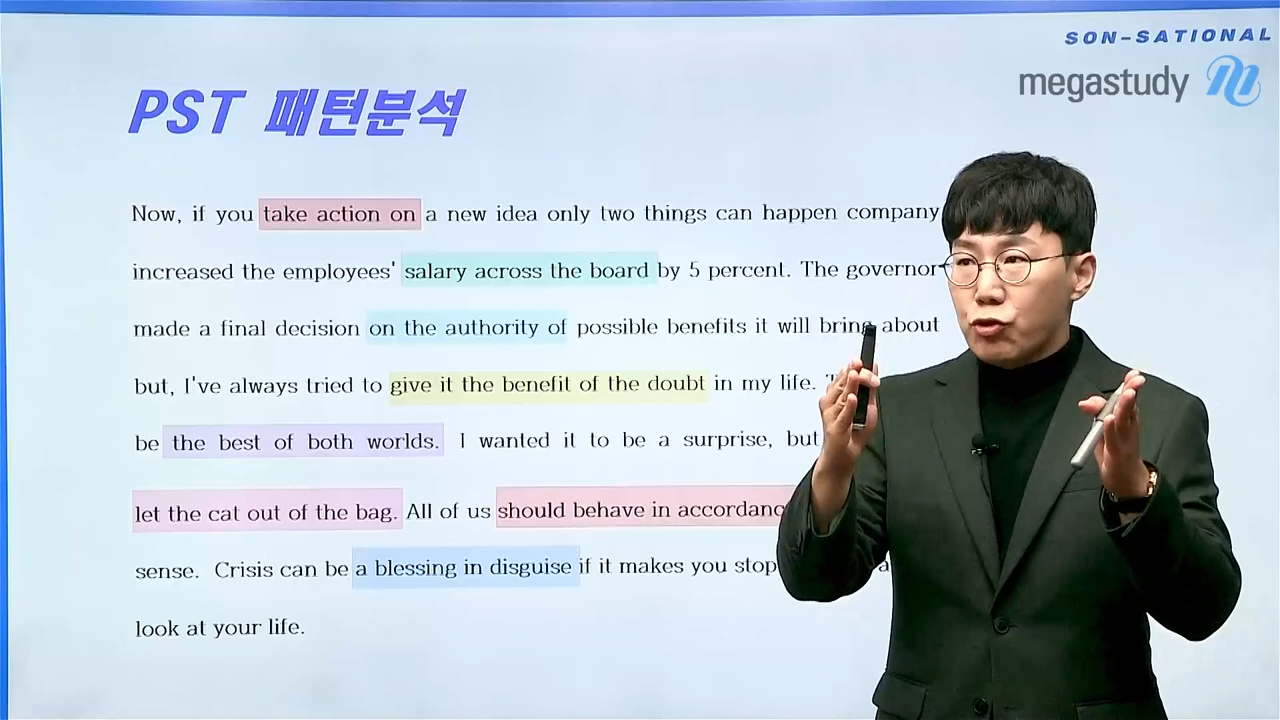 SON-SATIONAL
megastudy
PST 패턴분석
Now, if you take action on a new idea only two things can happen company
increased the employees' salary across the board by 5 percent. The governor
made a final decision on the authority of possible benefits it will bring about
but, I've always tried to give it the benefit of the doubt in my life.
be the best of both worlds. I wanted it to be a surprise, but
let the cat out of the bag. All of us should behave in
sense. Crisis can be a blessing in disguise if it makes you stop
look at your life.